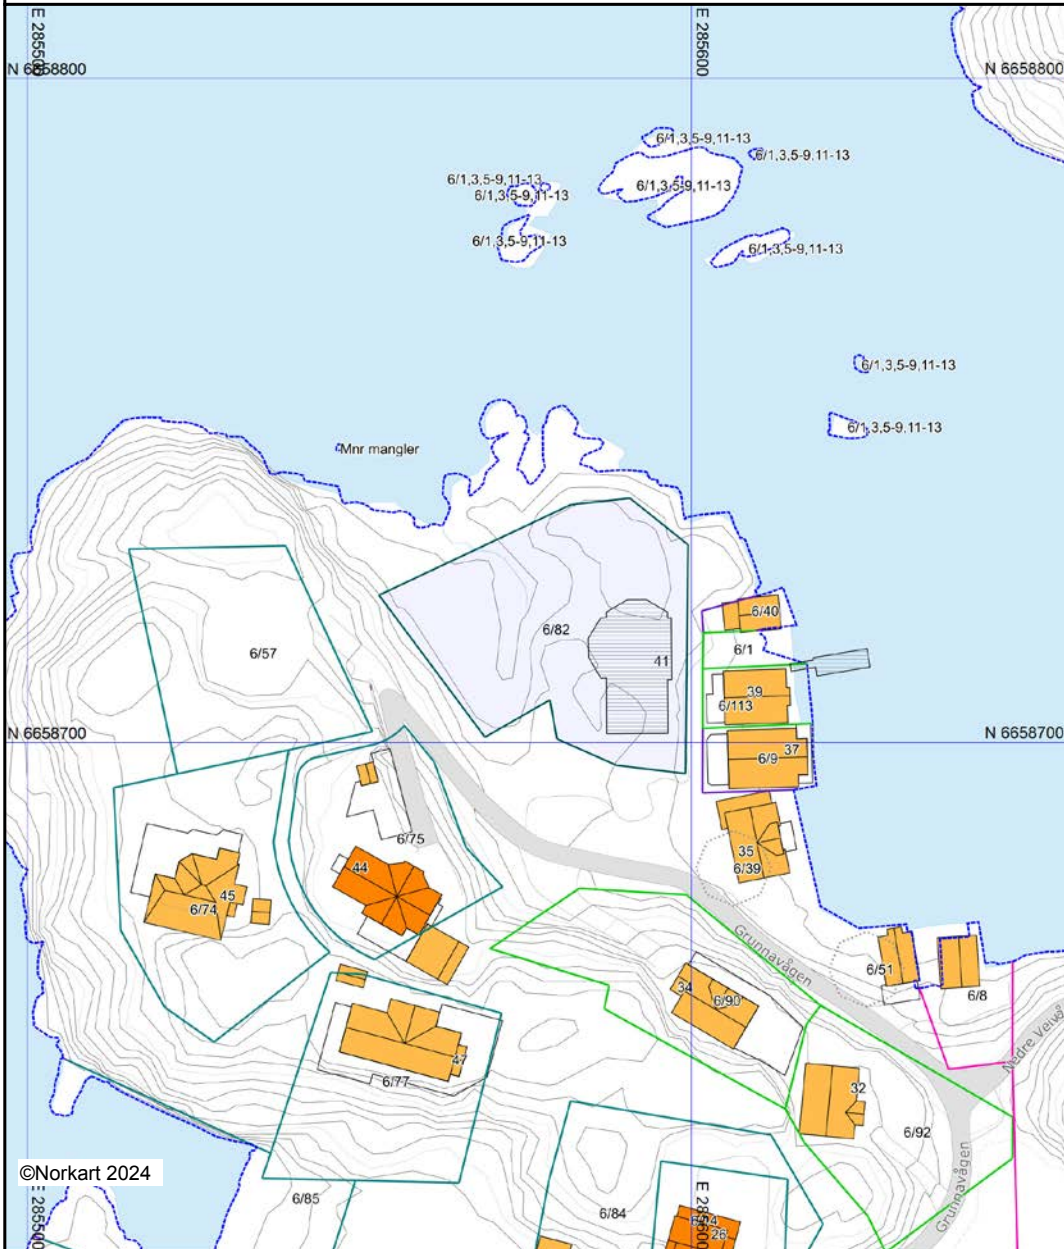 E 285500
E 285600
N 6658800
N 6658800
6/1,3,5-9,11-13
6/1,3,5-9,11-13
6/1,3,5-9,11-13
6/1,3,5-9,11-13
6/1,3,5-9,11-13
6/1,3,5-9,11-13
6/1,3,5-9,11-13
6/1,3,5-9,11-13
6/1,3,5-9,11-13
Mnr mangler
6/40
6/82
6/1
6/57
41
39
6/113
N 6658700
N 6658700
37
6/9
6/75
35
44
6/39
45
6/74
Grunnavågen
6/51
34
6/90
6/8
Nedre Veivå
47
6/77
32
6/92
©Norkart 2024
Grunnavågen
6/85
6/84
26
E 285500
E 285600